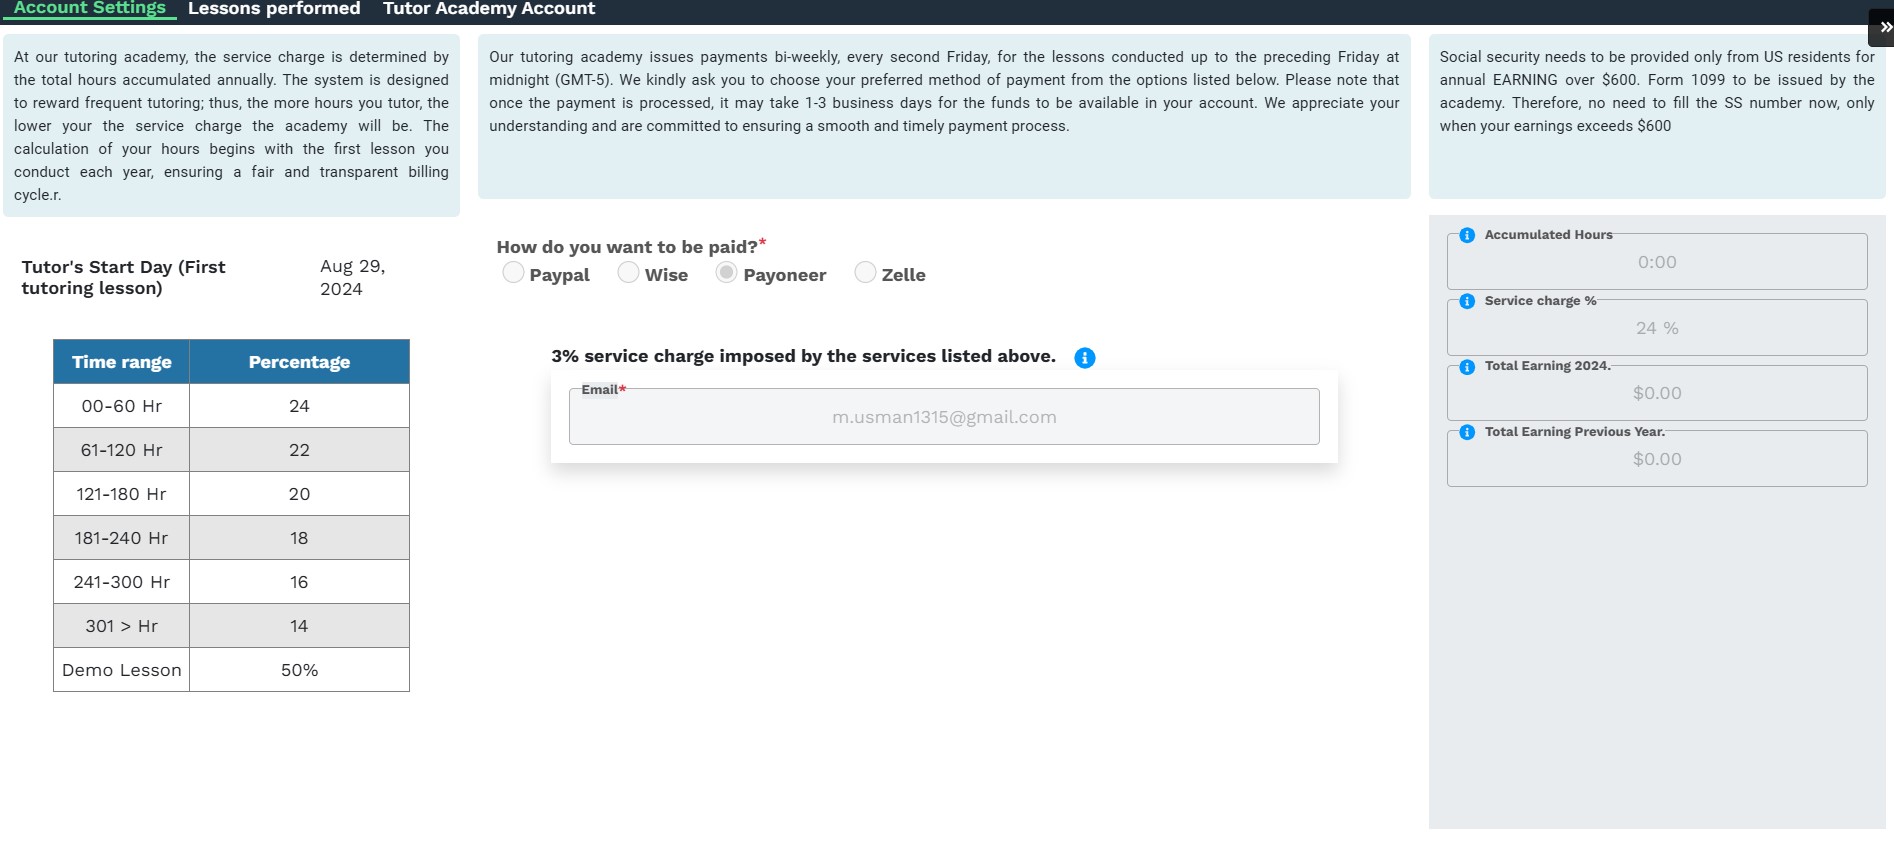 Account Settings Lessons performed Tutor Academy Account
At our tutoring academy, the service charge is determined by
the total hours accumulated annually. The system is designed
to reward frequent tutoring; thus, the more hours you tutor, the
lower your the service charge the academy will be. The
calculation of your hours begins with the first lesson you
conduct each year, ensuring a fair and transparent billing
cycle.r.
Our tutoring academy issues payments bi-weekly, every second Friday, for the lessons conducted up to the preceding Friday at
midnight (GMT-5). We kindly ask you to choose your preferred method of payment from the options listed below. Please note that
once the payment is processed, it may take 1-3 business days for the funds to be available in your account. We appreciate your
understanding and are committed to ensuring a smooth and timely payment process.
Social security needs to be provided only from US residents for
annual EARNING over $600. Form 1099 to be issued by the
academy. Therefore, no need to fill the SS number now, only
when your earnings exceeds $600
Tutor's Start Day (First
tutoring lesson)
Aug 29,
2024
Time range Percentage
00-60 Hr 24
61-120 Hr 22
121-180 Hr 20
181-240 Hr 18
241-300 Hr 16
301 > Hr 14
Demo Lesson 50%
How do you want to be paid?*
Paypal Wise Payoneer Zelle
3% service charge imposed by the services listed above.
Email*
m.usman1315@gmail.com
Accumulated Hours
0:00
Service charge %
24 %
Total Earning 2024.
$0.00
Total Earning Previous Year.
$0.00